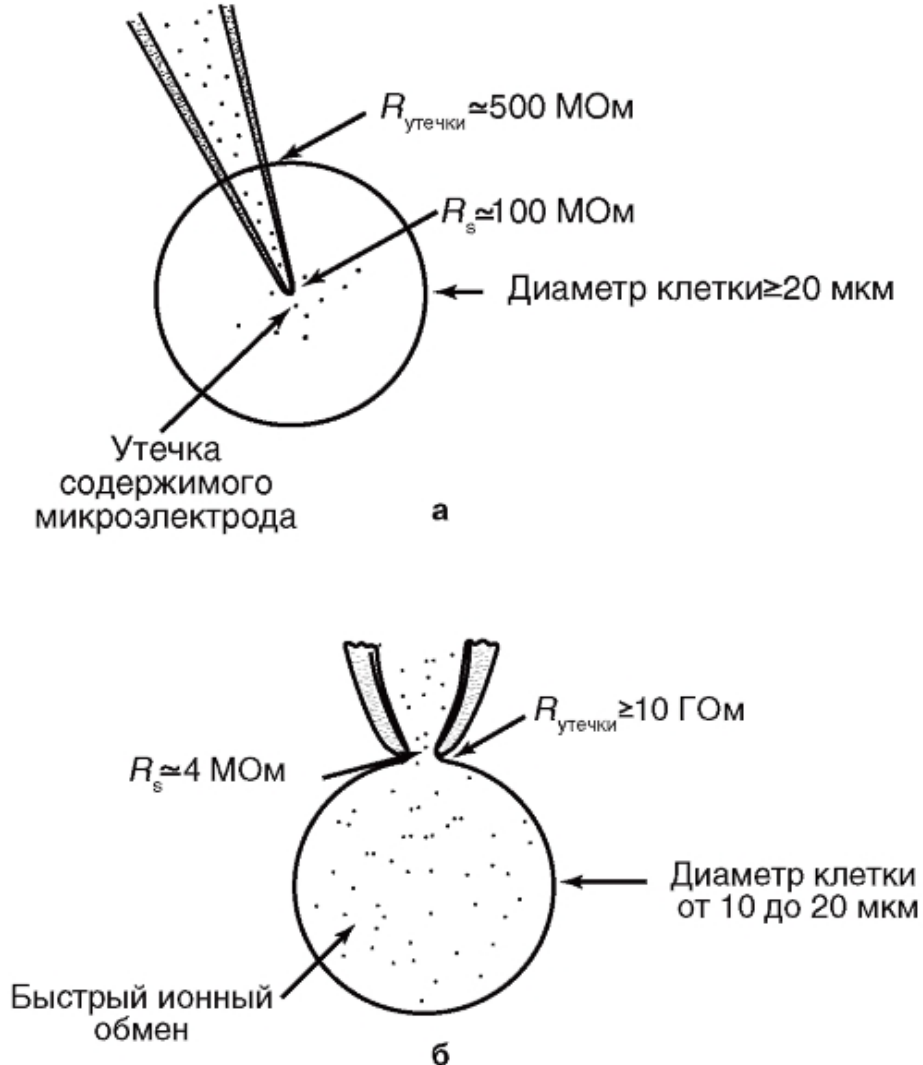 Rутечки≃500 МОм
Rs≃100 МОм
Диаметр клетки≥20 мкм
Утечка
содержимого
микроэлектрода
а
Rутечки≥10 ГОм
Rs≃4 МОм
Диаметр клетки
от 10 до 20 мкм
Быстрый ионный
обмен
б